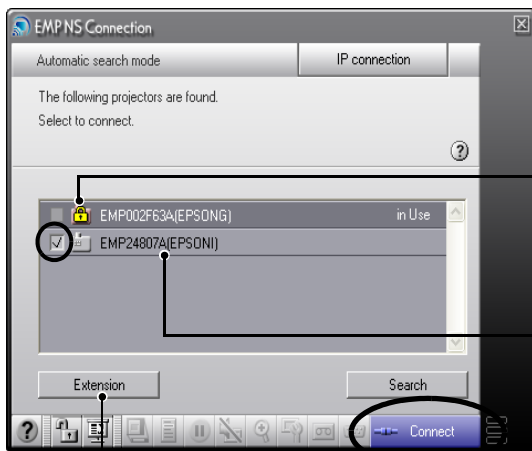 EMP NS Connection
Automatic search mode
IP connection
The following projectors are found.
Select to connect.
EMP002F63A(EPSONG) in Use
EMP24807A(EPSONI)
Extension
Search
Connect